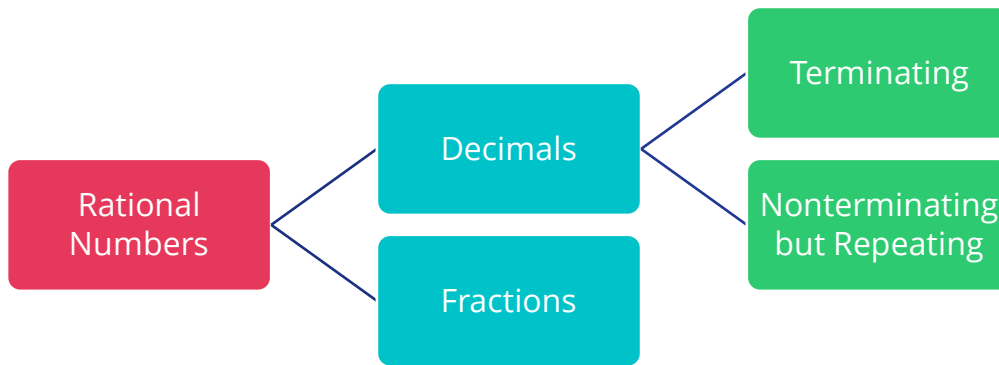 Rational
Numbers
Decimals
Fractions
Terminating
Nonterminating
but Repeating